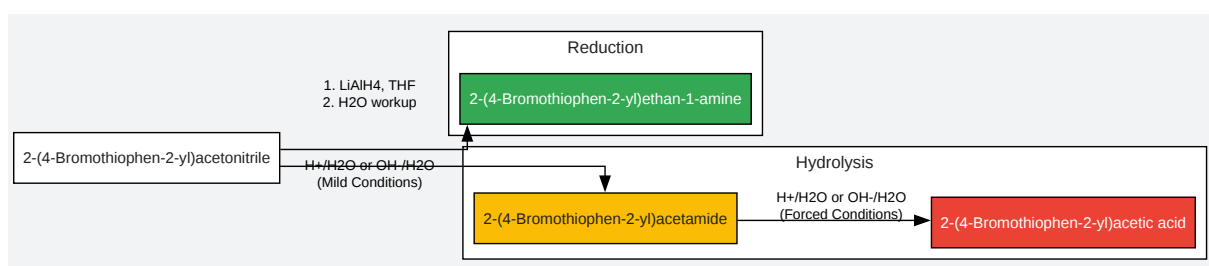 Reduction
1. LiAlH4, THF
2. H2O workup
2-(4-Bromothiophen-2-yl)ethan-1-amine
2-(4-Bromothiophen-2-yl)acetonitrile
H+/H2O or OH-/H2O
(Mild Conditions)
Hydrolysis
2-(4-Bromothiophen-2-yl)acetamide
H+/H2O or OH-/H2O
(Forced Conditions)
2-(4-Bromothiophen-2-yl)acetic acid